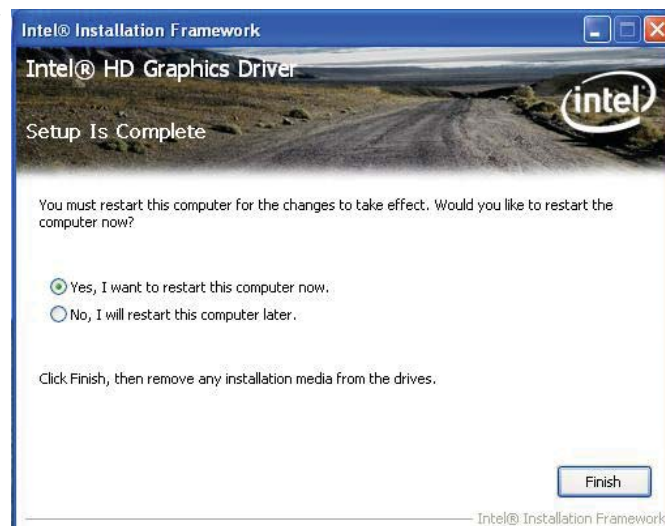 Intel® Installation Framework
Intel® HD Graphics Driver
intel
Setup Is Complete
You must restart this computer for the changes to take effect. Would you like to restart the
computer now?
Yes, I want to restart this computer now.
No, I will restart this computer later.
Click Finish, then remove any installation media from the drives.
Finish
Intel® Installation Framework